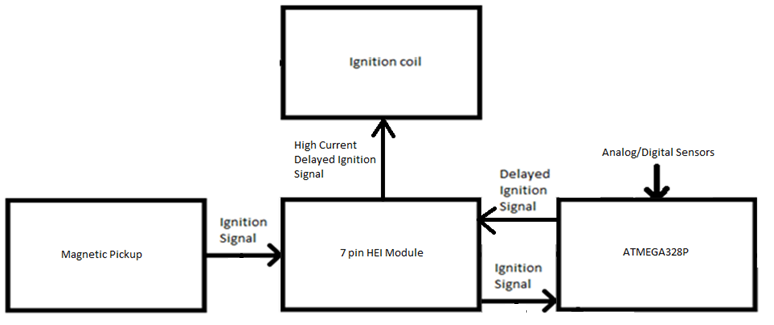 Ignition coil
High Current
Delayed Ignition
Signal
Analog/Digital Sensors
Delayed
Ignition
Signal
Ignition
Signal
Magnetic Pickup
7 pin HEI Module
ATMEGA328P
Ignition
Signal